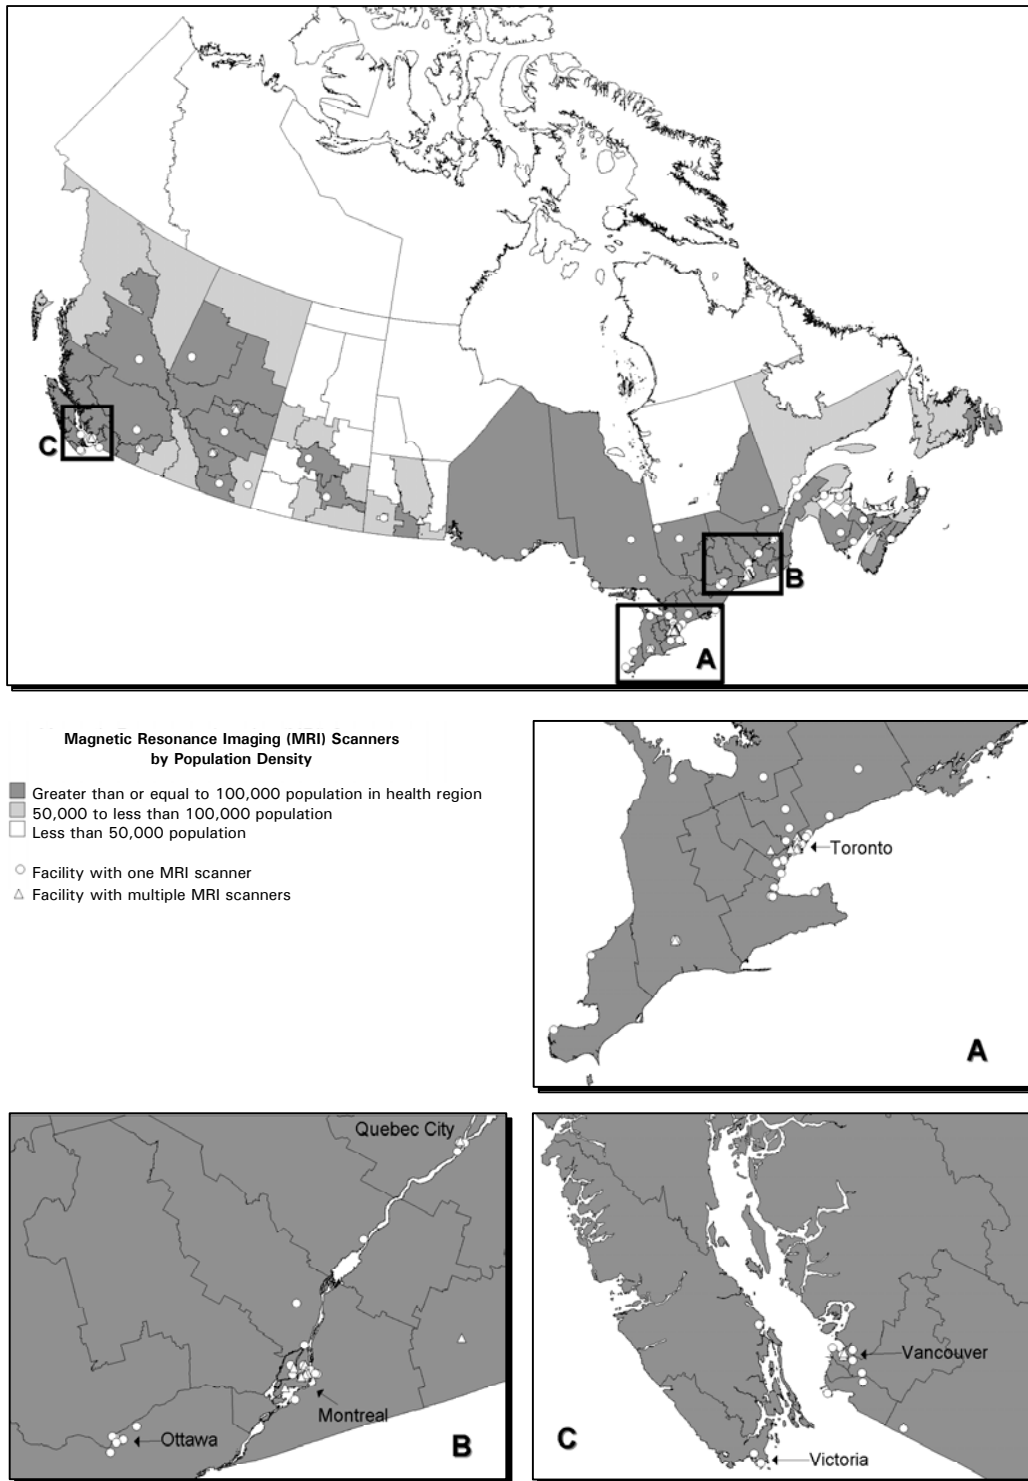 C
B
A
Magnetic Resonance Imaging (MRI) Scanners
by Population Density
Greater than or equal to 100,000 population in health region
50,000 to less than 100,000 population
Less than 50,000 population
Facility with one MRI scanner
Facility with multiple MRI scanners
Toronto
A
Quebec City
Montreal
Ottawa
B
Vancouver
Victoria
C